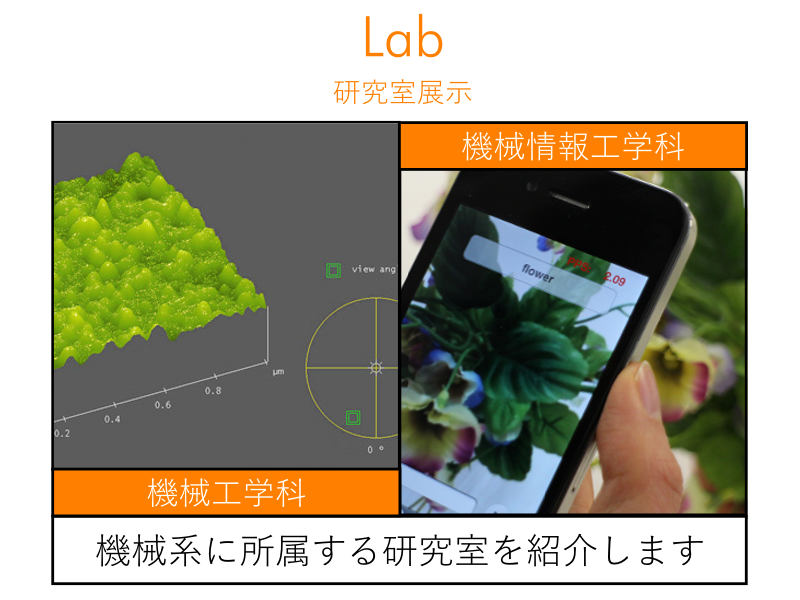 Lab
研究室展示
機械情報工学科
view ang
μm
0.8
0.6
0.4
0.2
0 °
flower
FPS 2.09
機械工学科
機械系に所属する研究室を紹介します